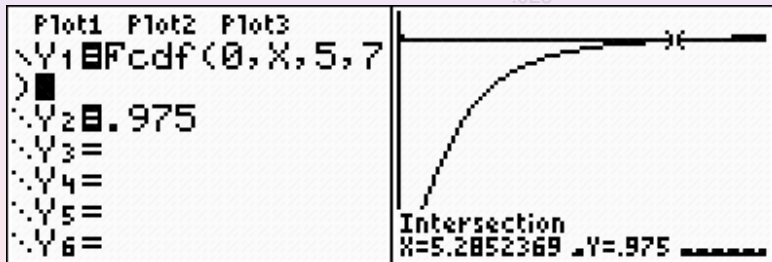 Plot1 Plot2 Plot3
\Y1=Fcdf(0,X,5,7
)
\Y2=.975
\Y3=
\Y4=
\Y5=
\Y6=
Intersection
X=5.2852369 Y=.975